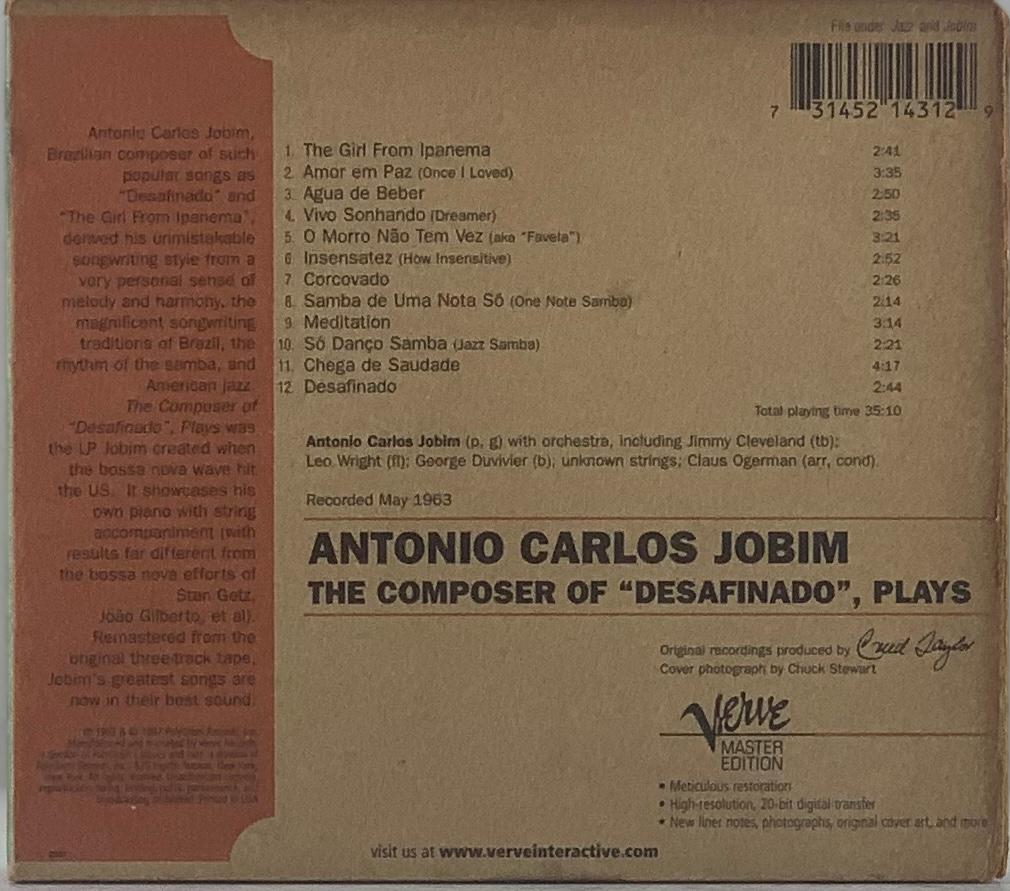 File under Jazz and Jobim
7 31452 14312 9
Antonio Carlos Jobim,
Brazilian composer of such
popular songs as
"Desafinado" and
"The Girl From Ipanema",
derived his unmistakable
songwriting style from a
very personal sense of
melody and harmony, the
magnificent songwriting
traditions of Brazil, the
rhythm of the samba, and
American jazz.
The Composer of
"Desafinado", Plays was
the LP Jobim created when
the bossa nova wave hit
the US. It showcases his
own piano with string
accompaniment (with
results far different from
the bossa nova efforts of
Stan Getz,
João Gilberto, et al).
Remastered from the
original three-track tape,
Jobim's greatest songs are
now in their best sound.
1. The Girl From Ipanema 2:41
2. Amor em Paz (Once I Loved) 3:35
3. Agua de Beber 2:50
4. Vivo Sonhando (Dreamer) 2:35
5. O Morro Não Tem Vez (aka "Favela") 3:21
6. Insensatez (How Insensitive) 2:52
7. Corcovado 2:26
8. Samba de Uma Nota Só (One Note Samba) 2:14
9. Meditation 3:14
10. Só Danço Samba (Jazz Samba) 2:21
11. Chega de Saudade 4:17
12. Desafinado 2:44
Total playing time 35:10
Antonio Carlos Jobim (p, g) with orchestra, including Jimmy Cleveland (tb);
Leo Wright (fl); George Duvivier (b); unknown strings; Claus Ogerman (arr, cond).
Recorded May 1963
ANTONIO CARLOS JOBIM
THE COMPOSER OF "DESAFINADO", PLAYS
Original recordings produced by Creed Taylor
Cover photograph by Chuck Stewart
Verve
MASTER
EDITION
• Meticulous restoration
• High-resolution, 20-bit digital transfer
• New liner notes, photographs, original cover art, and more
visit us at www.verveinteractive.com